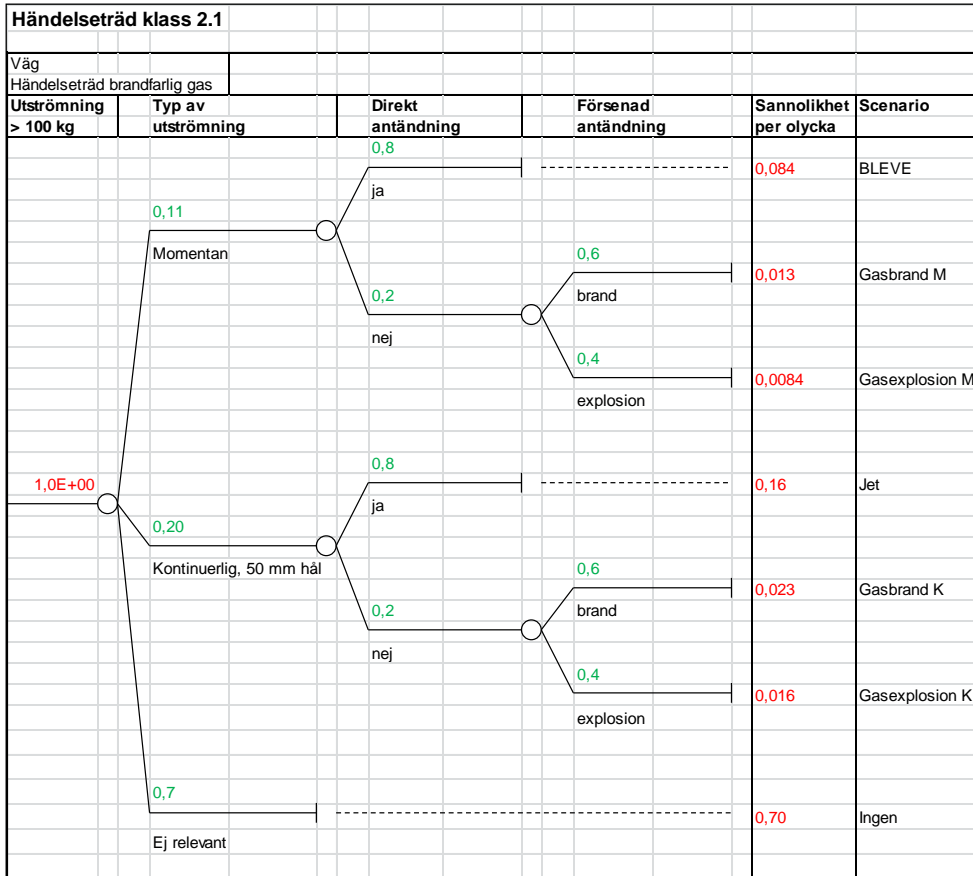 Händelseträd klass 2.1
Väg
Händelseträd brandfarlig gas
Utströmning > 100 kg
Typ av utströmning
Direkt antändning
Försenad antändning
Sannolikhet per olycka
Scenario
0,8
ja
0,084
BLEVE
0,11
Momentan
0,6
brand
0,013
Gasbrand M
0,2
nej
0,4
explosion
0,0084
Gasexplosion M
1,0E+00
0,8
ja
0,16
Jet
0,20
Kontinuerlig, 50 mm hål
0,6
brand
0,023
Gasbrand K
0,2
nej
0,4
explosion
0,016
Gasexplosion K
0,7
Ej relevant
0,70
Ingen